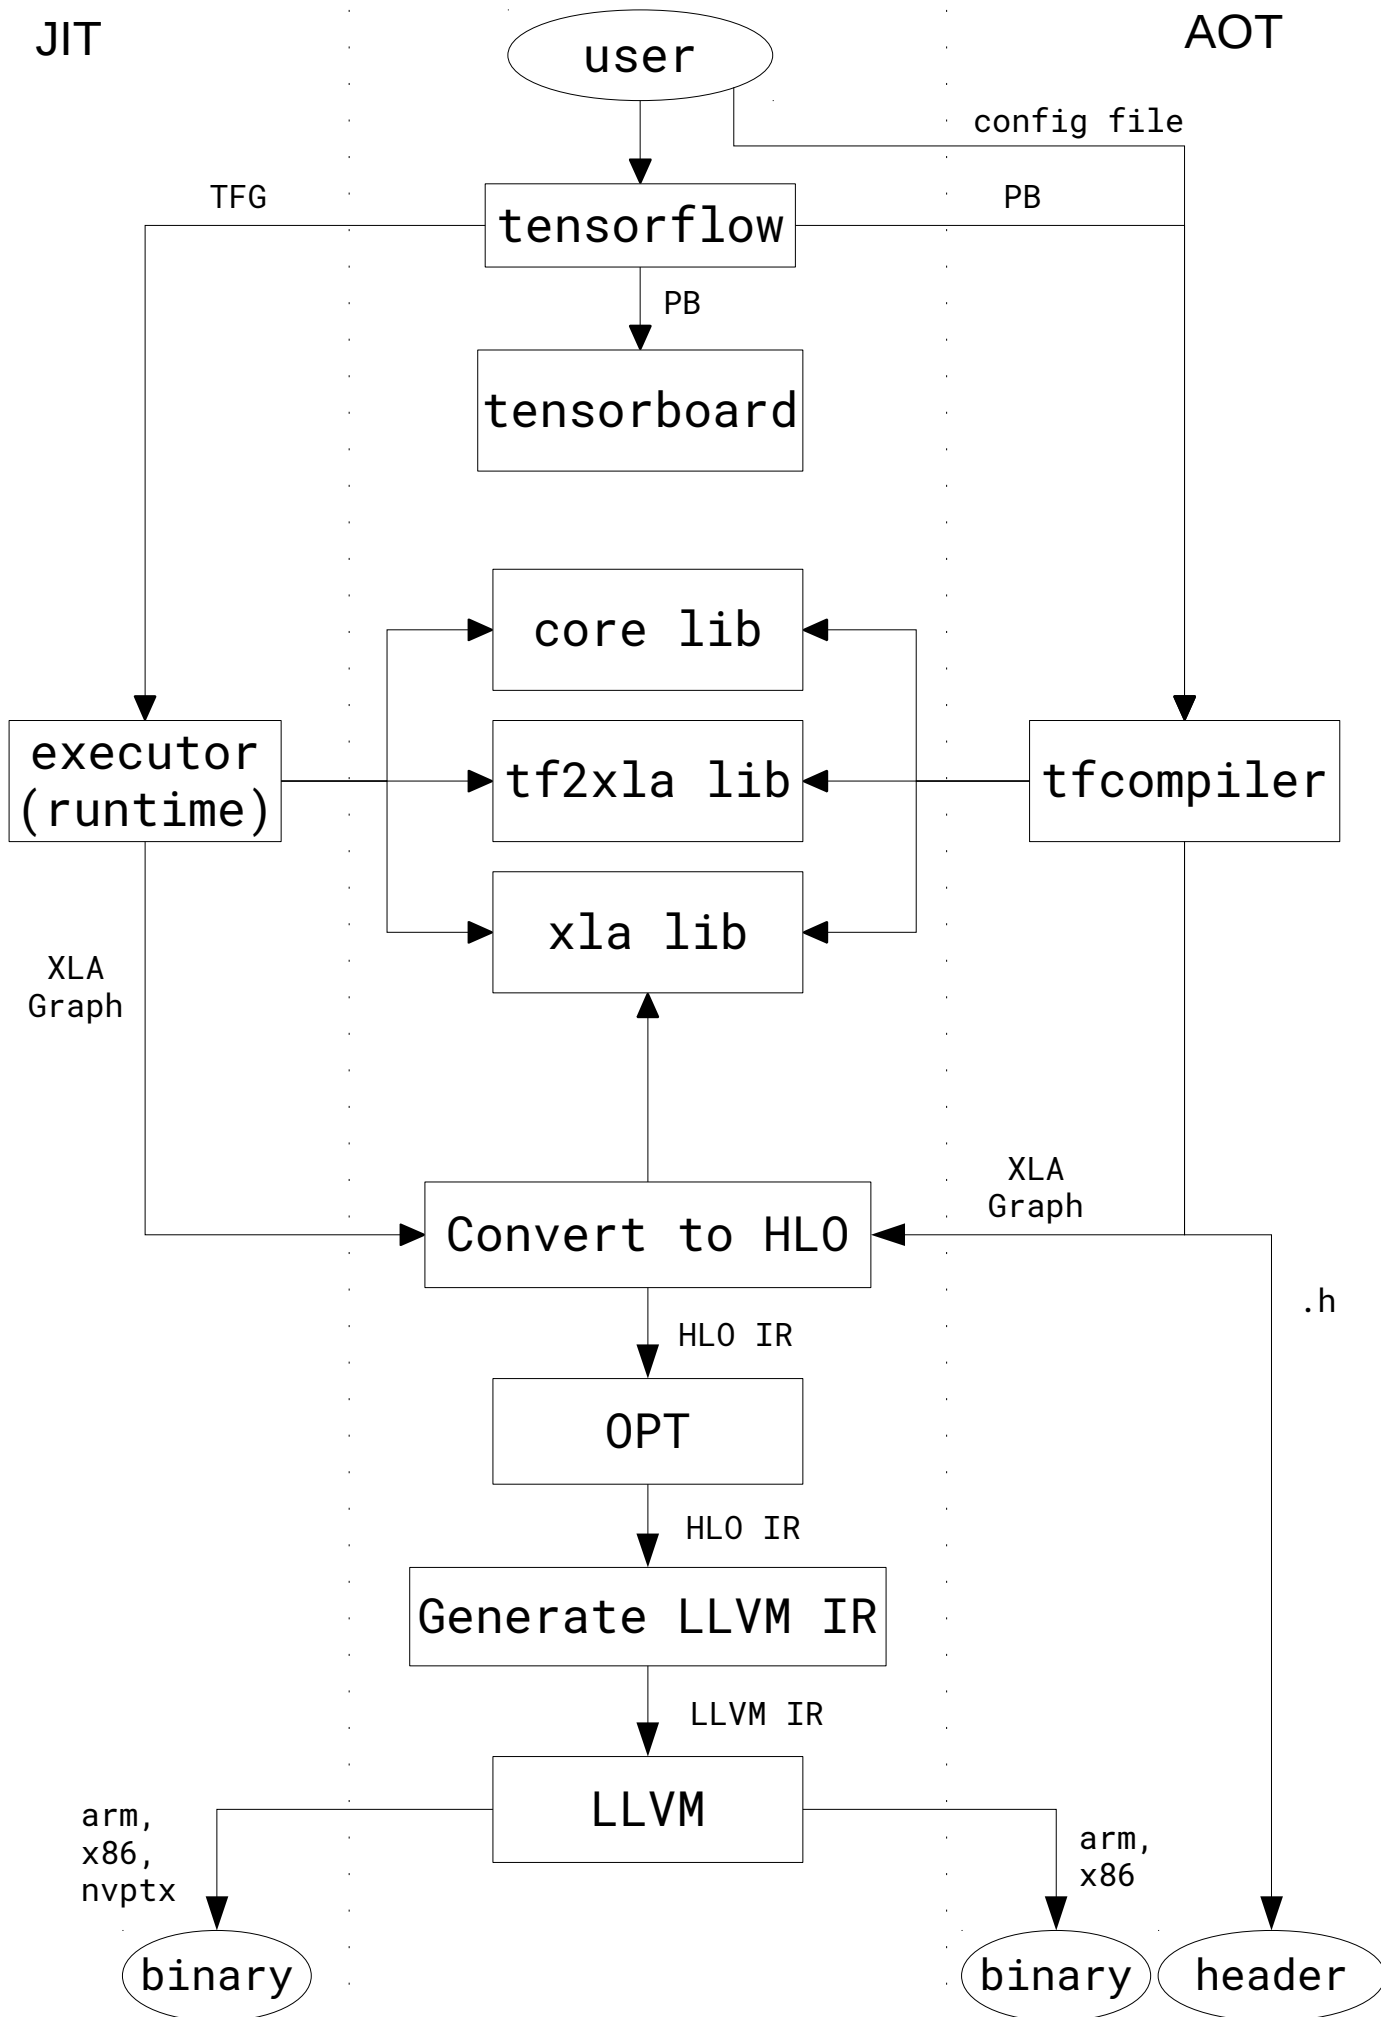 JIT
user
AOT
config file
TFG
tensorflow
PB
PB
tensorboard
core lib
executor
(runtime)
tf2xla lib
tfcompiler
xla lib
XLA
Graph
XLA
Graph
Convert to HLO
.h
HLO IR
OPT
HLO IR
Generate LLVM IR
LLVM IR
LLVM
arm,
x86,
nvptx
arm,
x86
binary
binary
header